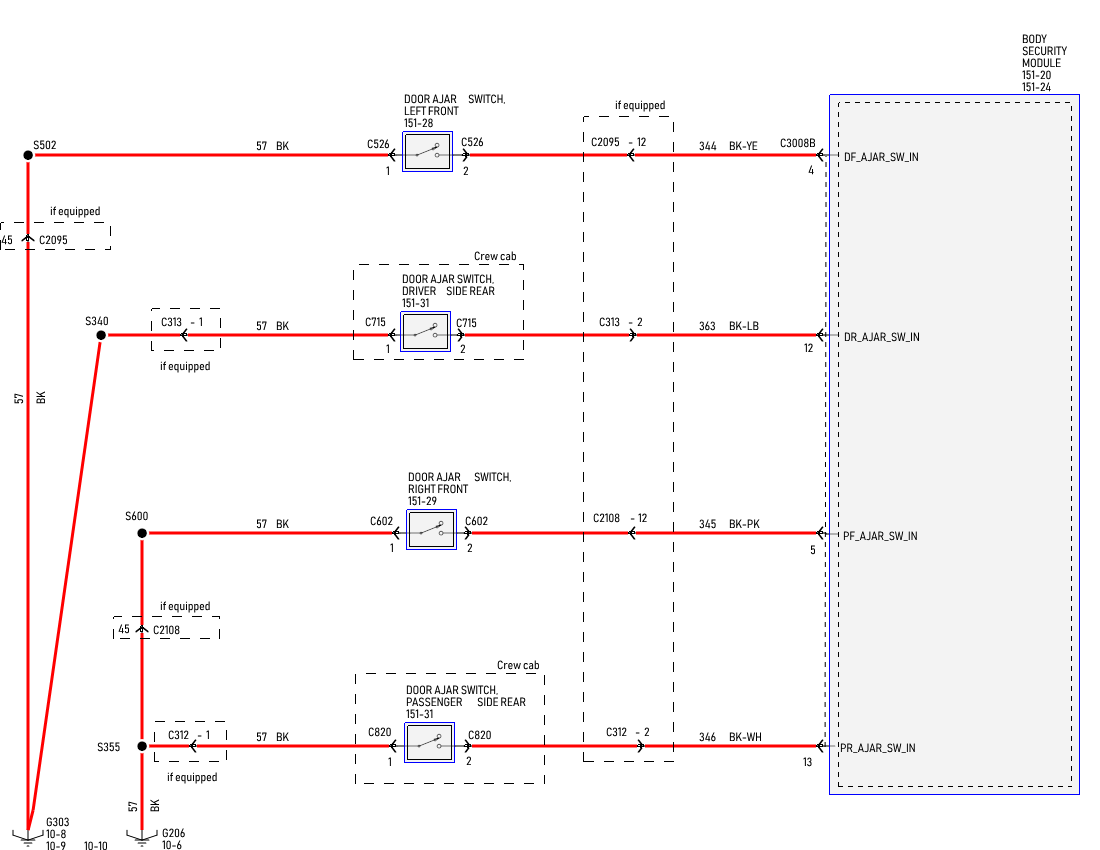 BODY
SECURITY
MODULE
151-20
151-24
DOOR AJAR SWITCH,
LEFT FRONT
151-28
if equipped
S502
57 BK
C526
C526
1
2
C2095 - 12
344 BK-YE
C3008B
4
DF_AJAR_SW_IN
if equipped
45 C2095
Crew cab
DOOR AJAR SWITCH,
DRIVER SIDE REAR
151-31
S340
C313 - 1
57 BK
C715
C715
1
2
C313 - 2
363 BK-LB
12
DR_AJAR_SW_IN
if equipped
57 BK
DOOR AJAR SWITCH,
RIGHT FRONT
151-29
S600
57 BK
C602
C602
1
2
C2108 - 12
345 BK-PK
5
PF_AJAR_SW_IN
if equipped
45 C2108
Crew cab
DOOR AJAR SWITCH,
PASSENGER SIDE REAR
151-31
S355
C312 - 1
57 BK
C820
C820
1
2
C312 - 2
346 BK-WH
13
PR_AJAR_SW_IN
if equipped
57 BK
G303
10-8
10-9 10-10
G206
10-6